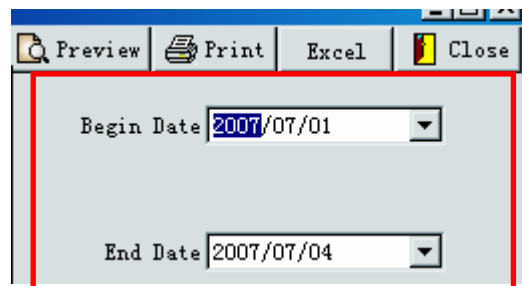 Preview Print Excel Close
Begin Date 2007/07/01
End Date 2007/07/04